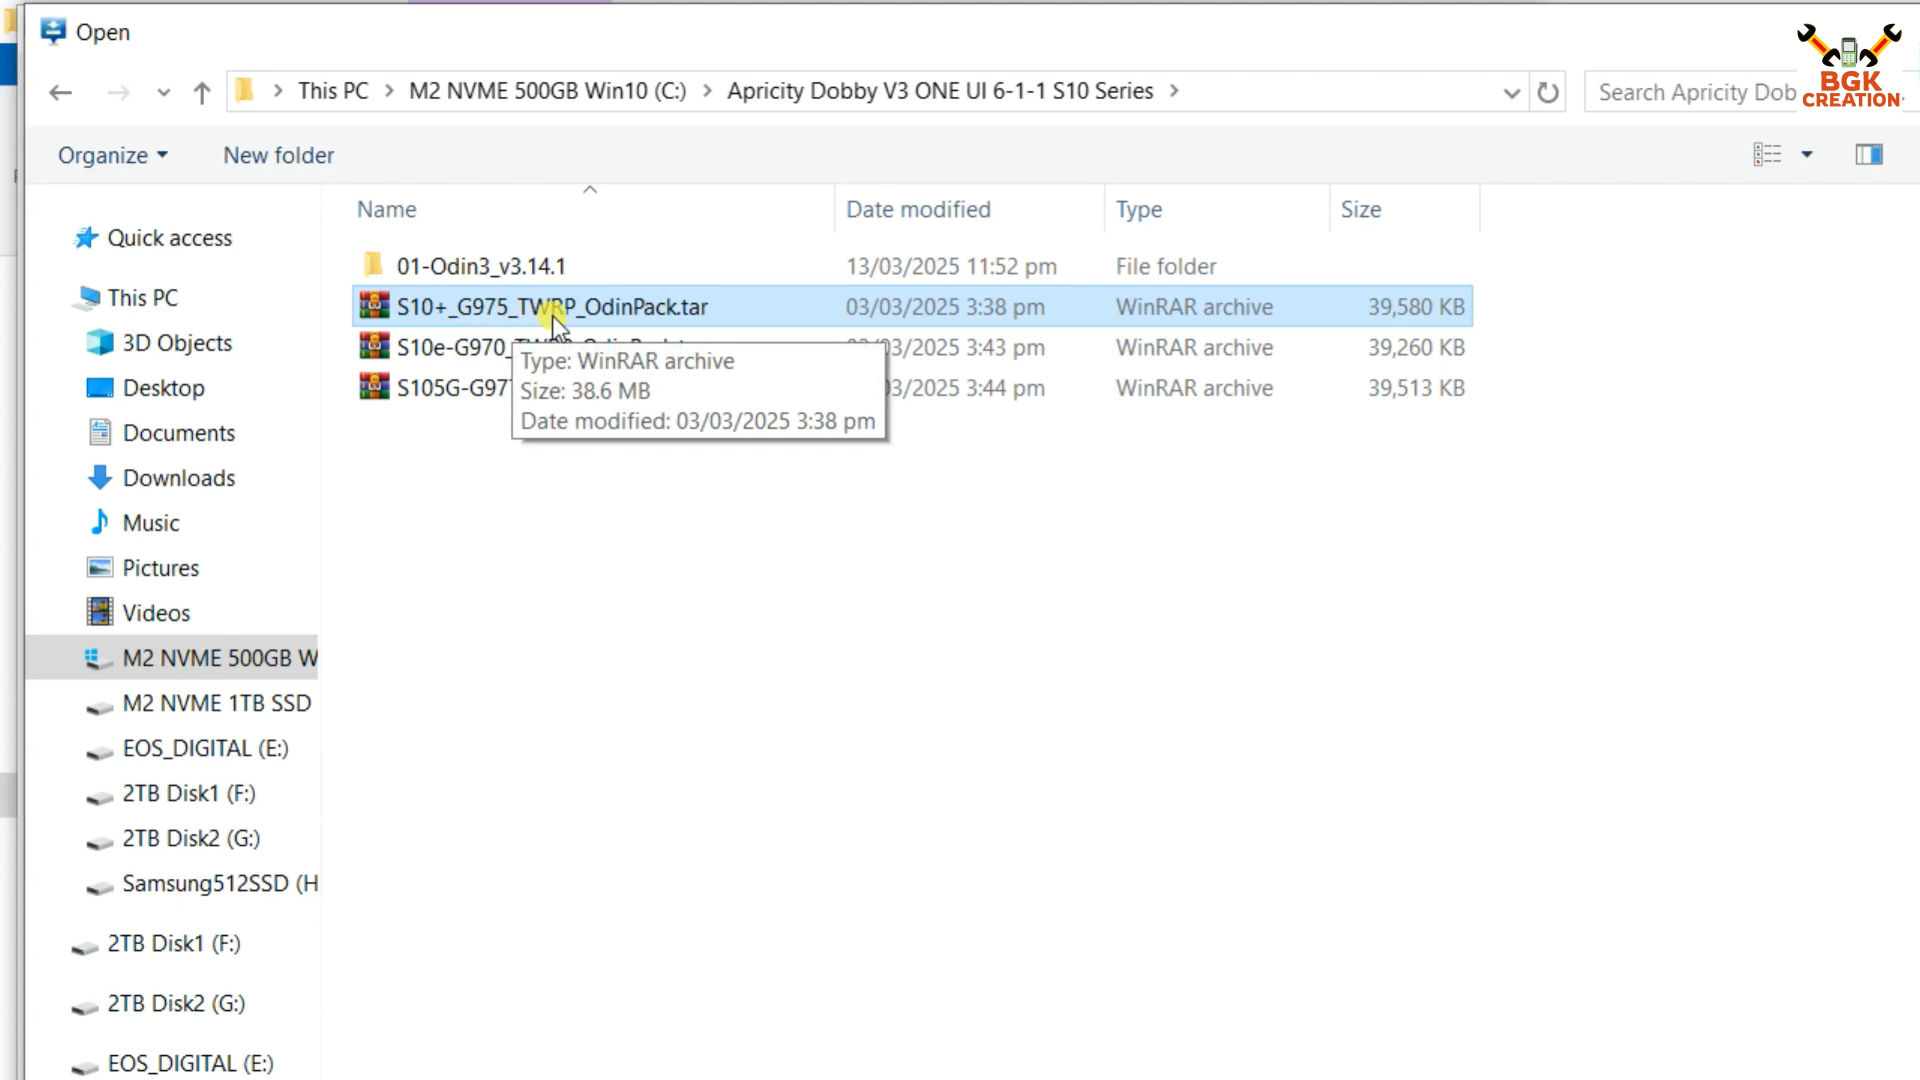 Open
This PC
M2 NVME 500GB Win10 (C:)
Apricity Dobby V3 ONE UI 6-1-1 S10 Series
Search Apricity Dob
BGK
CREATION
Organize
New folder
Name
Date modified
Type
Size
01-Odin3_v3.14.1
13/03/2025 11:52 pm
File folder
S10+_G975_TWRP_OdinPack.tar
03/03/2025 3:38 pm
WinRAR archive
39,580 KB
S10e-G970_
03/2025 3:43 pm
WinRAR archive
39,260 KB
S105G-G97
03/2025 3:44 pm
WinRAR archive
39,513 KB
Type: WinRAR archive
Size: 38.6 MB
Date modified: 03/03/2025 3:38 pm
Quick access
This PC
3D Objects
Desktop
Documents
Downloads
Music
Pictures
Videos
M2 NVME 500GB W
M2 NVME 1TB SSD
EOS_DIGITAL (E:)
2TB Disk1 (F:)
2TB Disk2 (G:)
Samsung512SSD (H
2TB Disk1 (F:)
2TB Disk2 (G:)
EOS_DIGITAL (E:)